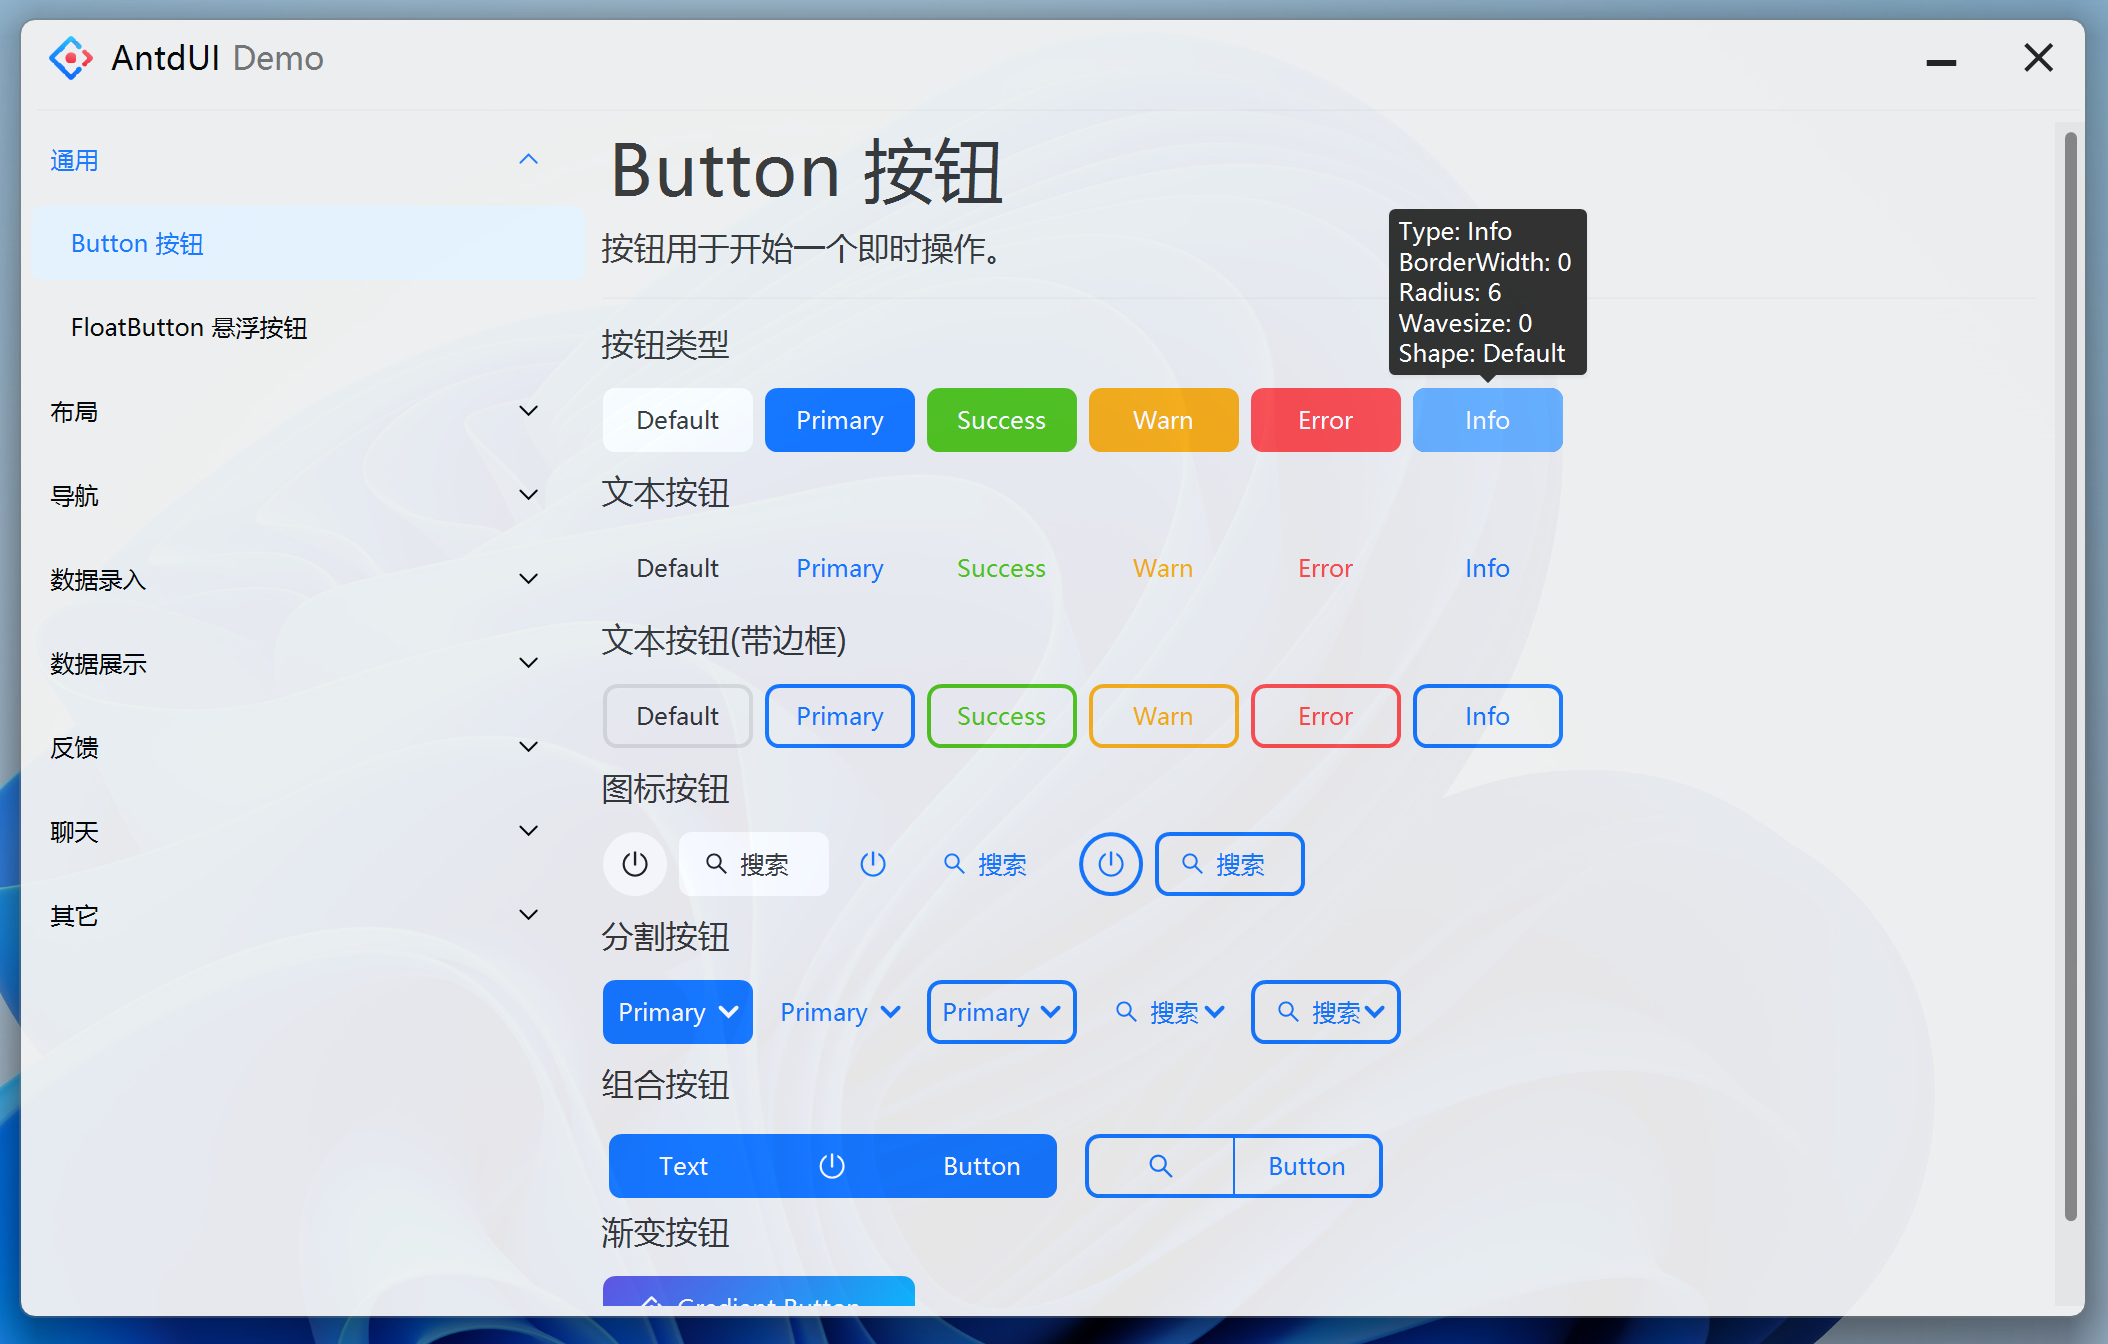 AntdUI Demo
通用
Button 按钮
FloatButton 悬浮按钮
布局
导航
数据录入
数据展示
反馈
聊天
其它
Button 按钮
按钮用于开始一个即时操作。
Type: Info
BorderWidth: 0
Radius: 6
Wavesize: 0
Shape: Default
按钮类型
Default Primary Success Warn Error Info
文本按钮
Default Primary Success Warn Error Info
文本按钮(带边框)
Default Primary Success Warn Error Info
图标按钮
搜索 搜索 搜索
分割按钮
Primary Primary Primary 搜索 搜索
组合按钮
Text Button Button
渐变按钮
Gradient Button